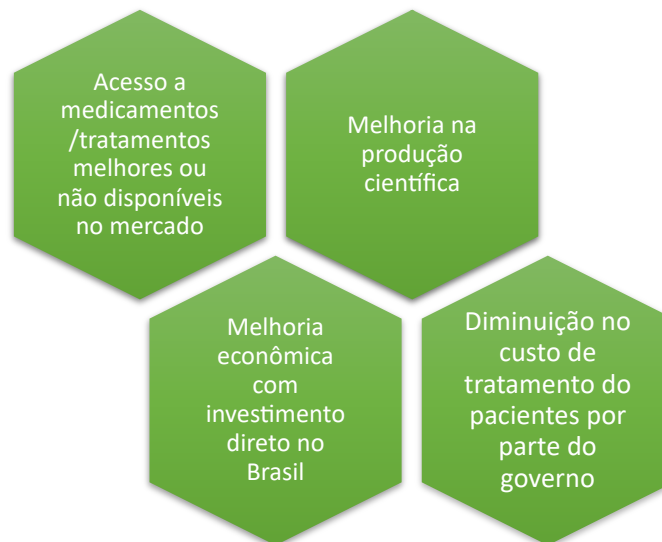 Acesso a
medicamentos
/tratamentos
melhores ou
não disponíveis
no mercado
Melhoria na
produção
científica
Melhoria
econômica
com
investimento
direto no
Brasil
Diminuição no
custo de
tratamento do
pacientes por
parte do
governo